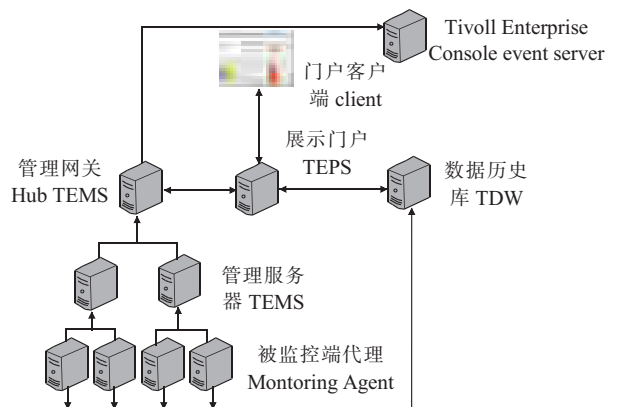 Tivoll Enterprise
Console event server
门户客户
端 client
展示门户
TEPS
管理网关
Hub TEMS
数据历史
库 TDW
管理服务
器 TEMS
被监控端代理
Montoring Agent